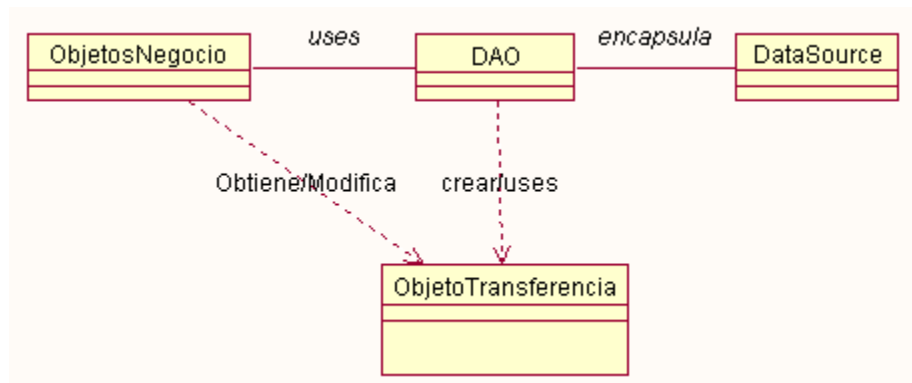 uses
encapsula
ObjetosNegocio
DAO
DataSource
Obtiene/Modifica
crear/uses
ObjetoTransferencia